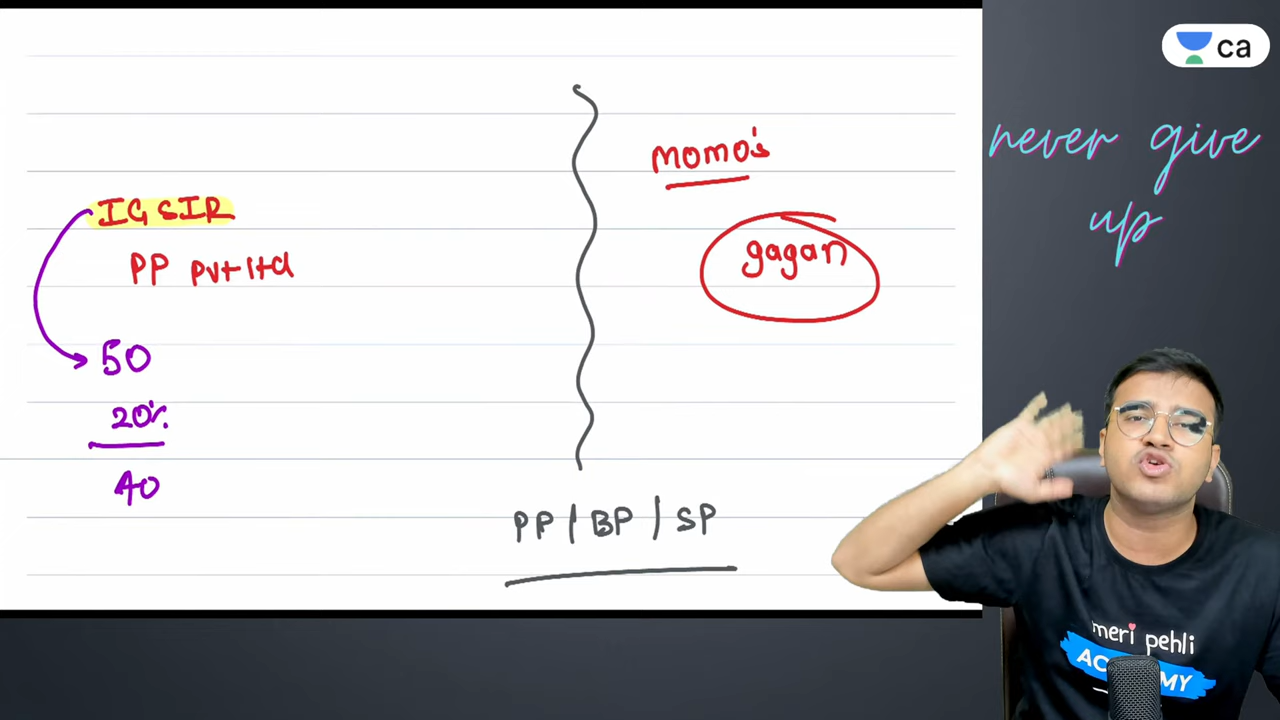 IG SIR
PP pvt ltd
50
20%
40
momo's
gagan
PP / BP / SP
ca
never give
up
meri pehli
ACADEMY